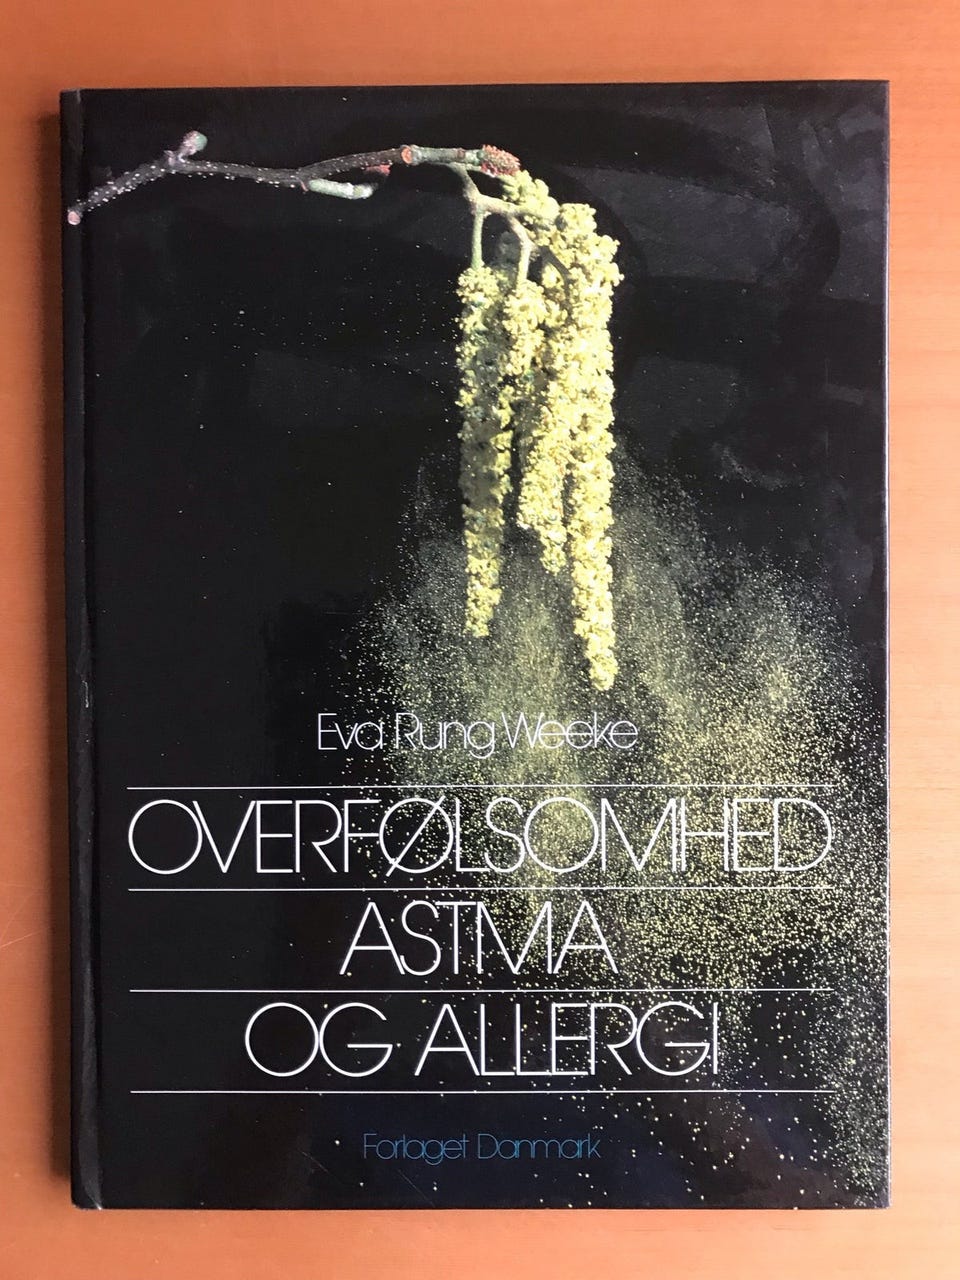 Eva Rung Weeke
OVERFØLSOMHED
ASTMA
OG ALLERGI
Forlaget Danmark